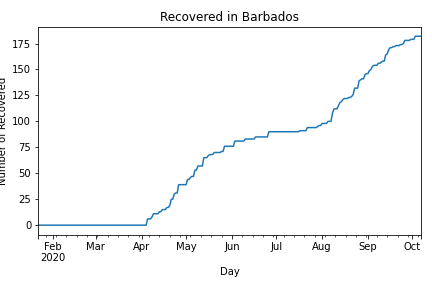 Recovered in Barbados
Number of Recovered
175
150
125
100
75
50
25
0
Feb Mar Apr May Jun Jul Aug Sep Oct
2020
Day